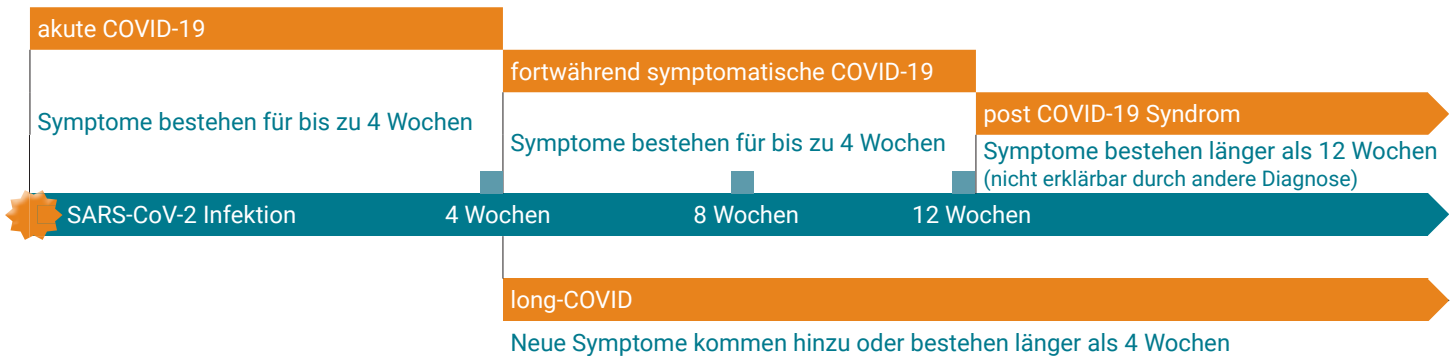 akute COVID-19
fortwährend symptomatische COVID-19
post COVID-19 Syndrom
Symptome bestehen für bis zu 4 Wochen
Symptome bestehen für bis zu 4 Wochen
Symptome bestehen länger als 12 Wochen
(nicht erklärbar durch andere Diagnose)
SARS-CoV-2 Infektion
4 Wochen
8 Wochen
12 Wochen
long-COVID
Neue Symptome kommen hinzu oder bestehen länger als 4 Wochen